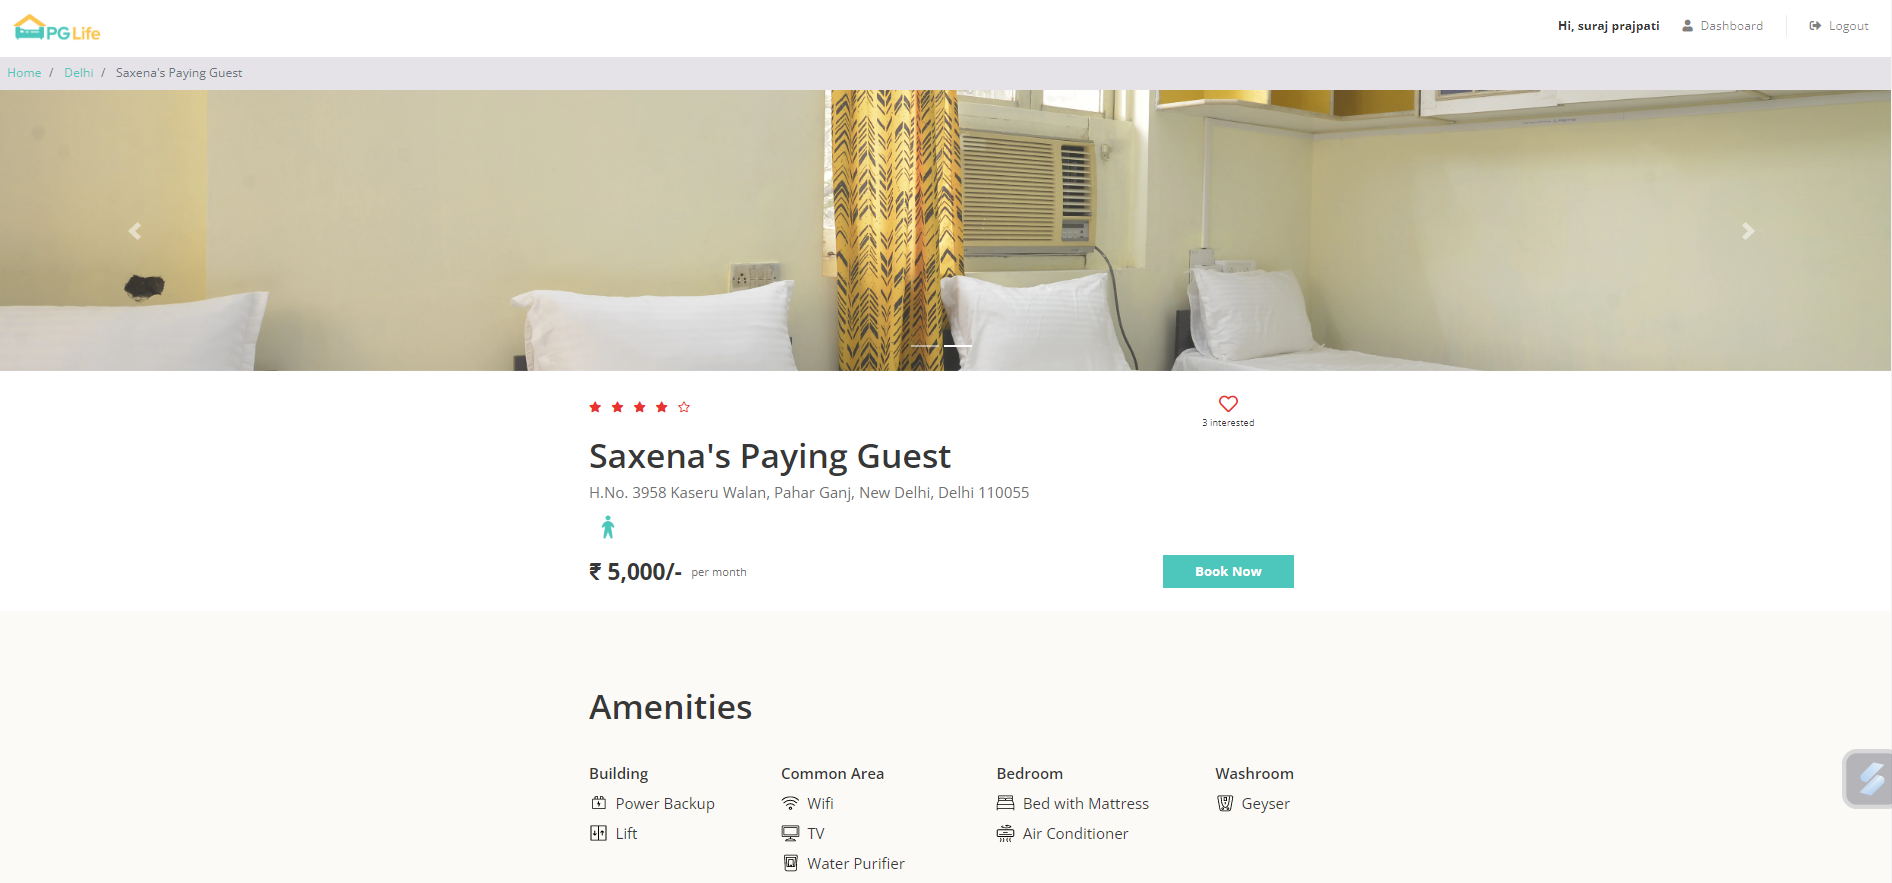 PG Life
Hi, suraj prajpati Dashboard Logout
Home / Delhi / Saxena's Paying Guest
3 interested
Saxena's Paying Guest
H.No. 3958 Kaseru Walan, Pahar Ganj, New Delhi, Delhi 110055
₹ 5,000/- per month
Book Now
Amenities
Building
Power Backup
Lift
Common Area
Wifi
TV
Water Purifier
Bedroom
Bed with Mattress
Air Conditioner
Washroom
Geyser